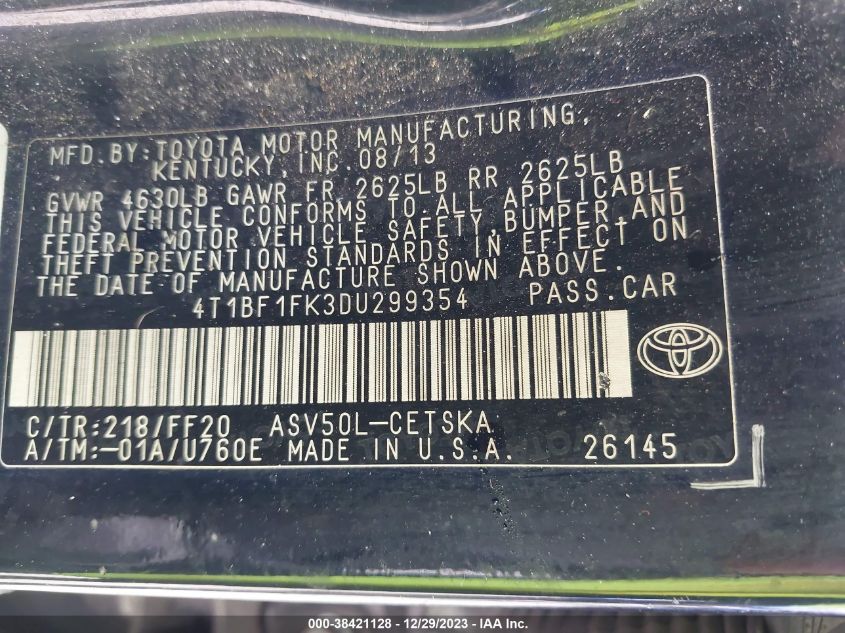 MFD.BY:TOYOTA MOTOR MANUFACTURING,
KENTUCKY,INC.08/13
GVWR 4630LB GAWR FR 2625LB RR 2625LB
THIS VEHICLE CONFORMS TO ALL APPLICABLE
FEDERAL MOTOR VEHICLE SAFETY,BUMPER,AND
THEFT PREVENTION STANDARDS IN EFFECT ON
THE DATE OF MANUFACTURE SHOWN ABOVE.
4T1BF1FK3DU299354 PASS.CAR
C/TR:218/FF20 ASV50L-CETSKA
A/TM:-01A/U760E MADE IN U.S.A. 26145
000-38421128 - 12/29/2023 - IAA Inc.